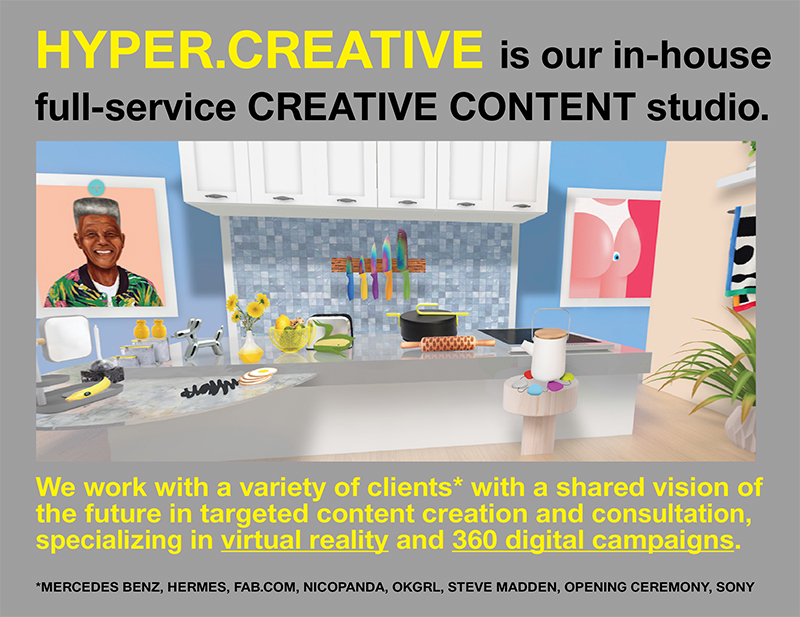 HYPER.CREATIVE is our in-house
full-service CREATIVE CONTENT studio.
We work with a variety of clients* with a shared vision of
the future in targeted content creation and consultation,
specializing in virtual reality and 360 digital campaigns.
*MERCEDES BENZ, HERMES, FAB.COM, NICOPANDA, OKGRL, STEVE MADDEN, OPENING CEREMONY, SONY